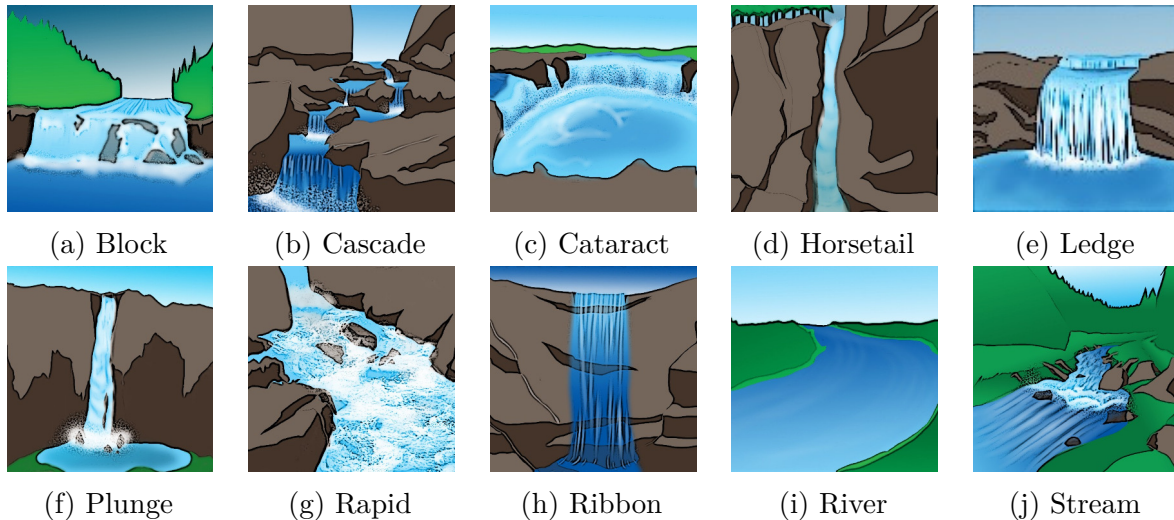 (a) Block
(b) Cascade
(c) Cataract
(d) Horsetail
(e) Ledge
(f) Plunge
(g) Rapid
(h) Ribbon
(i) River
(j) Stream